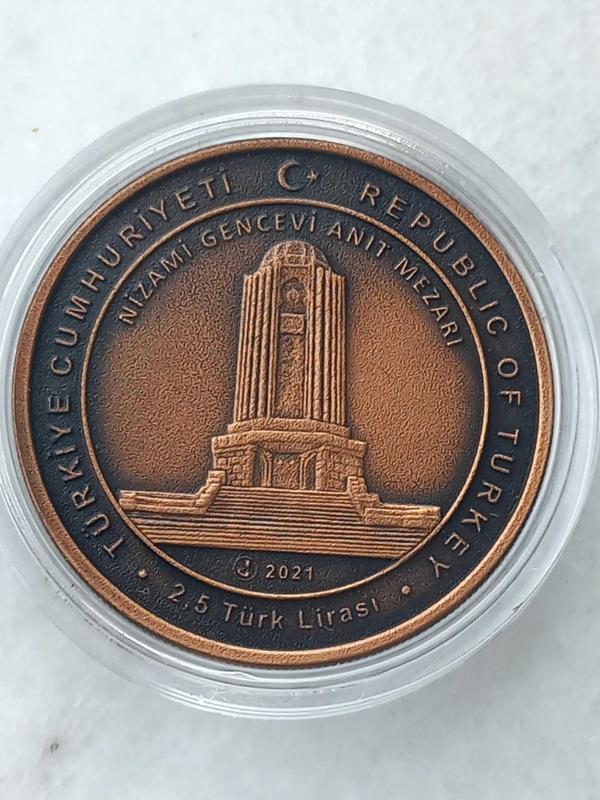 TÜRKİYE CUMHURİYETİ
REPUBLIC OF TURKEY
NİZAMİ GENCEVİ ANIT MEZARI
2021
2,5 Türk Lirası